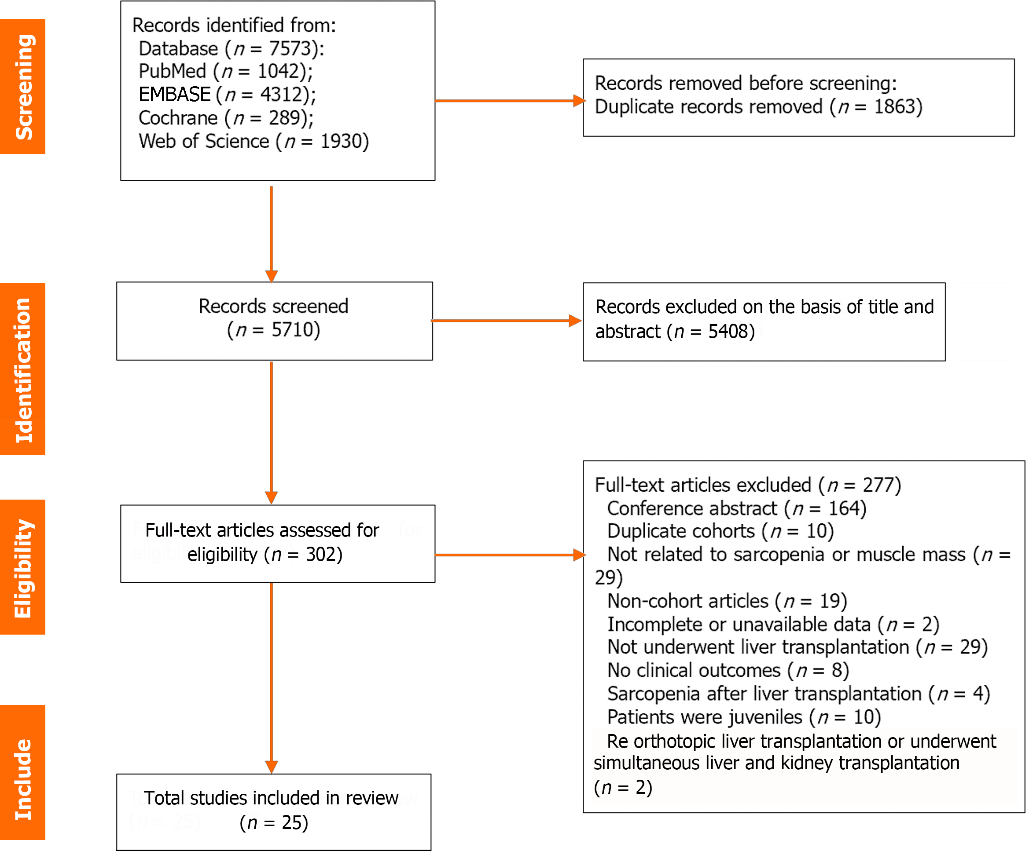 Screening
Records identified from:
Database (n = 7573):
PubMed (n = 1042);
EMBASE (n = 4312);
Cochrane (n = 289);
Web of Science (n = 1930)
Records removed before screening:
Duplicate records removed (n = 1863)
Identification
Records screened
(n = 5710)
Records excluded on the basis of title and
abstract (n = 5408)
Eligibility
Full-text articles assessed for
eligibility (n = 302)
Full-text articles excluded (n = 277)
Conference abstract (n = 164)
Duplicate cohorts (n = 10)
Not related to sarcopenia or muscle mass (n =
29)
Non-cohort articles (n = 19)
Incomplete or unavailable data (n = 2)
Not underwent liver transplantation (n = 29)
No clinical outcomes (n = 8)
Sarcopenia after liver transplantation (n = 4)
Patients were juveniles (n = 10)
Re orthotopic liver transplantation or underwent
simultaneous liver and kidney transplantation
(n = 2)
Include
Total studies included in review
(n = 25)